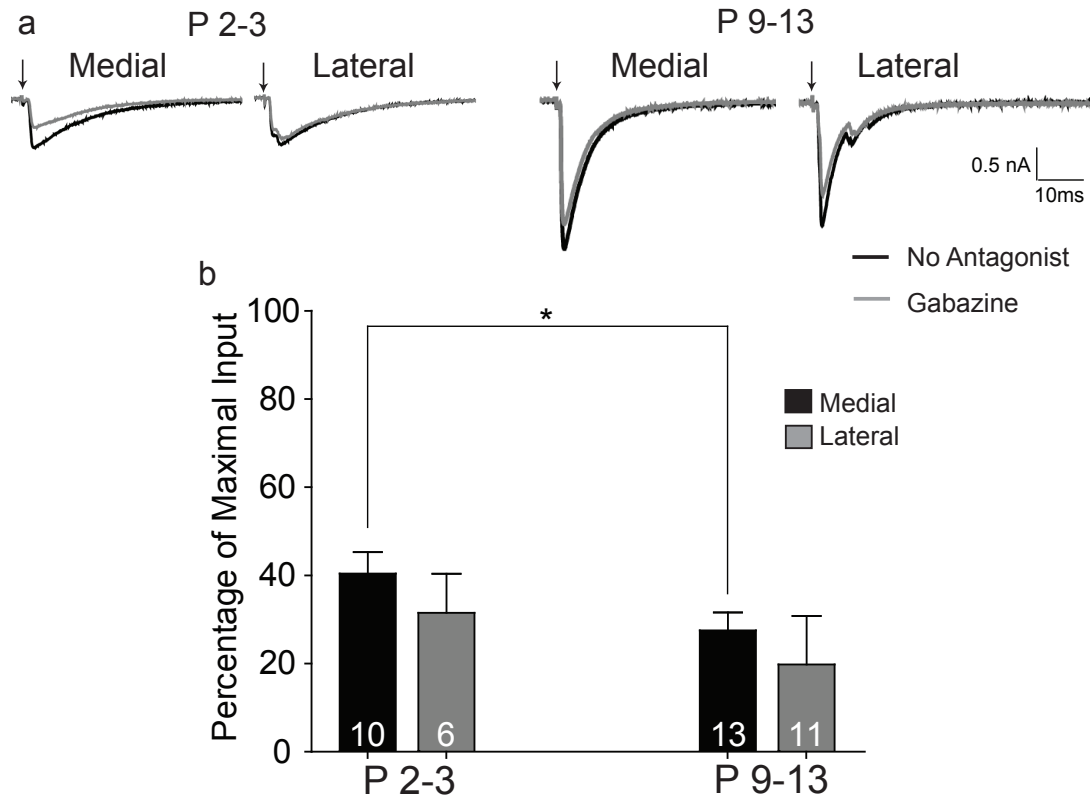 a
P 2-3
P 9-13
Medial
Lateral
Medial
Lateral
0.5 nA
10ms
No Antagonist
Gabazine
b
Percentage of Maximal Input
100
80
60
40
20
0
*
Medial
Lateral
10
6
13
11
P 2-3
P 9-13